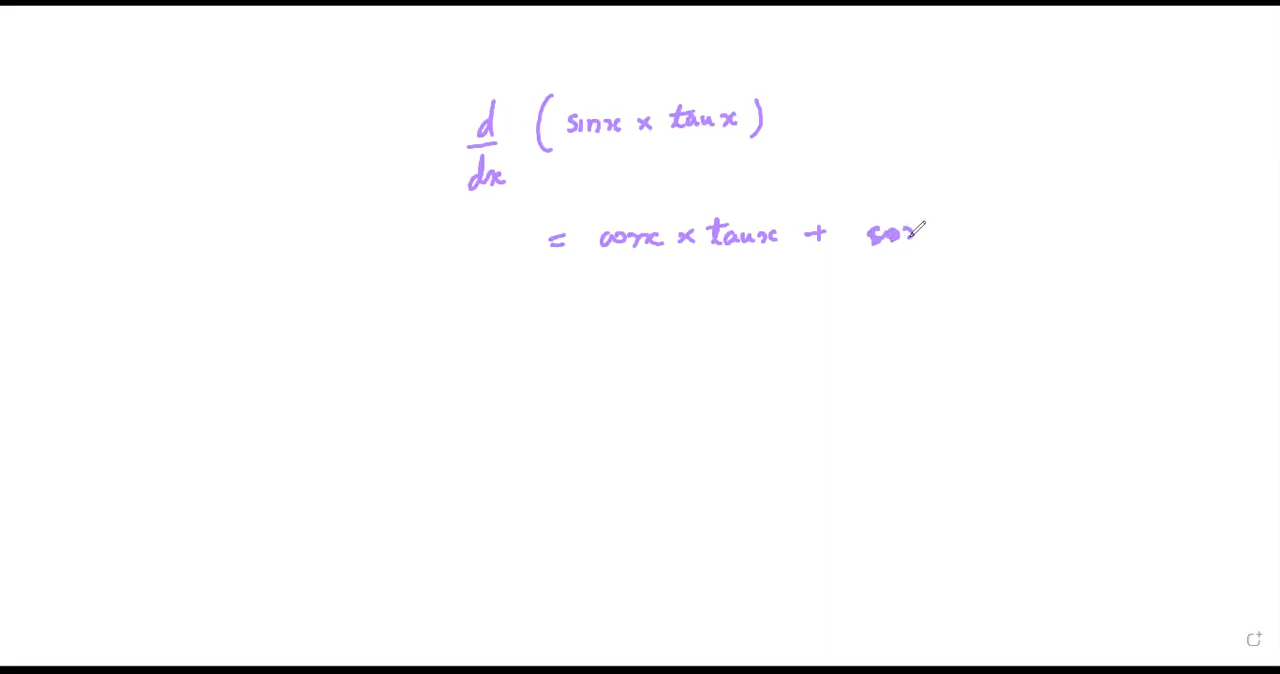 d/dx (sinx × tanx)
= cosx × tanx +